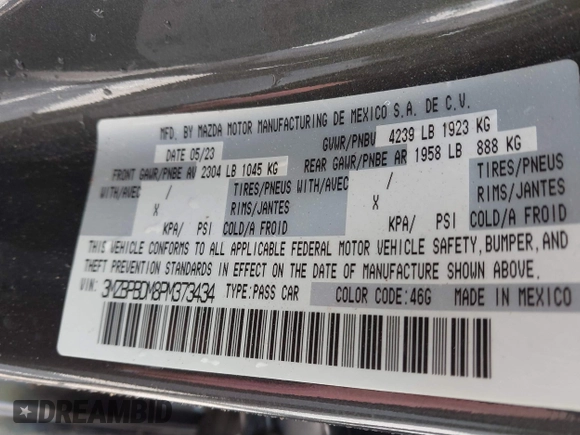 MFD. BY MAZDA MOTOR MANUFACTURING DE MEXICO S.A. DE C.V.
DATE 05/23 GVWR/PNBV 4239 LB 1923 KG
FRONT GAWR/PNBE AV 2304 LB 1045 KG REAR GAWR/PNBE AR 1958 LB 888 KG
WITH/AVEC / TIRES/PNEUS WITH/AVEC / TIRES/PNEUS
X RIMS/JANTES X RIMS/JANTES
KPA/ PSI COLD/A FROID KPA/ PSI COLD/A FROID
THIS VEHICLE CONFORMS TO ALL APPLICABLE FEDERAL MOTOR VEHICLE SAFETY, BUMPER, AND
THEFT PREVENTION STANDARDS IN EFFECT ON THE DATE OF MANUFACTURE SHOWN ABOVE.
VIN: 3MZBPBDM8PM373434 TYPE:PASS CAR COLOR CODE:46G MADE IN MEXICO
DREAMBID